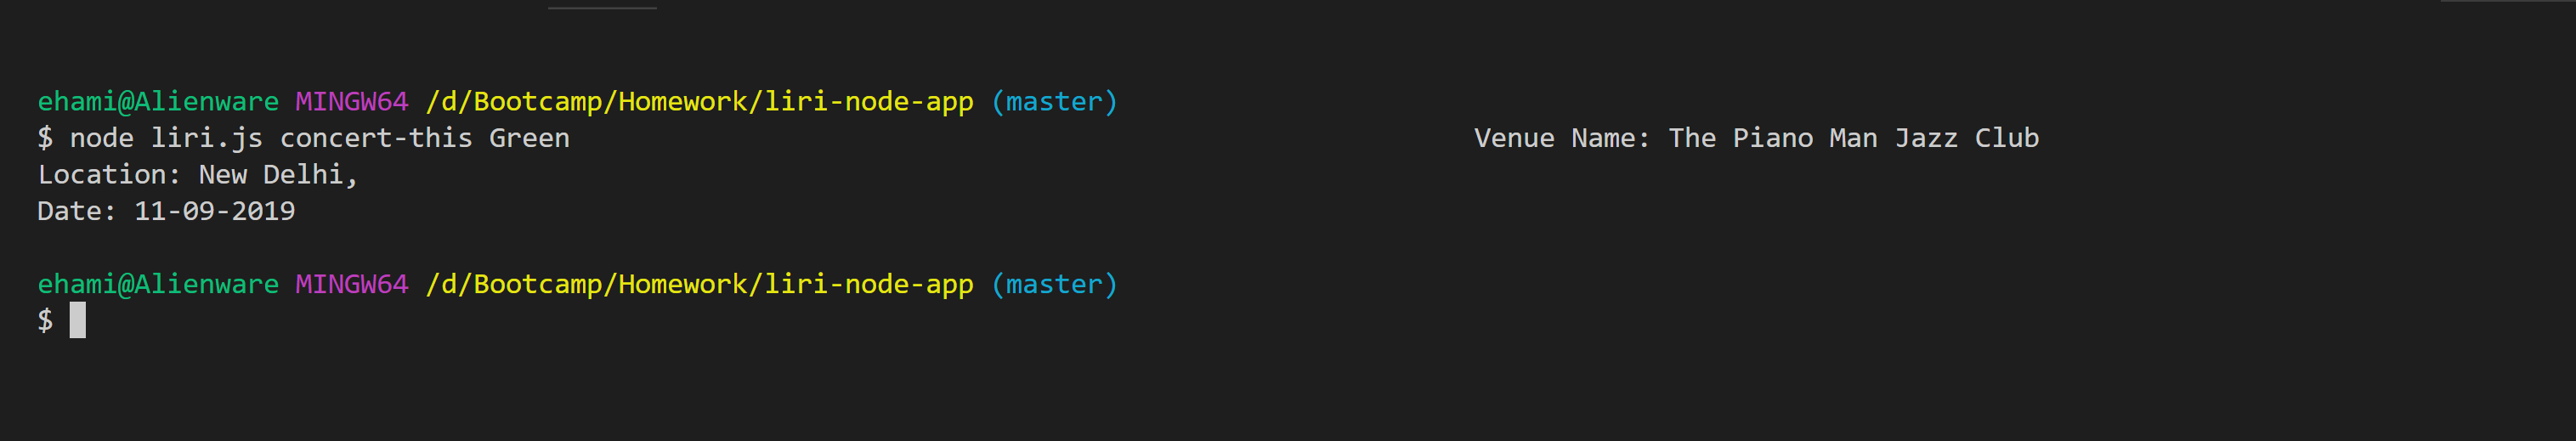 ehami@Alienware MINGW64 /d/Bootcamp/Homework/liri-node-app (master)
$ node liri.js concert-this Green Venue Name: The Piano Man Jazz Club
Location: New Delhi,
Date: 11-09-2019
ehami@Alienware MINGW64 /d/Bootcamp/Homework/liri-node-app (master)
$